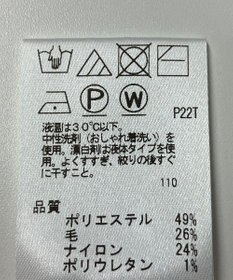 P W P22T
液温は30℃以下。
中性洗剤(おしゃれ着洗い)を
使用。漂白剤は液体タイプを使
用。よくすすぎ、絞りの後すぐ
に干すこと。
110
品質
ポリエステル 49%
毛 26%
ナイロン 24%
ポリウレタン 1%